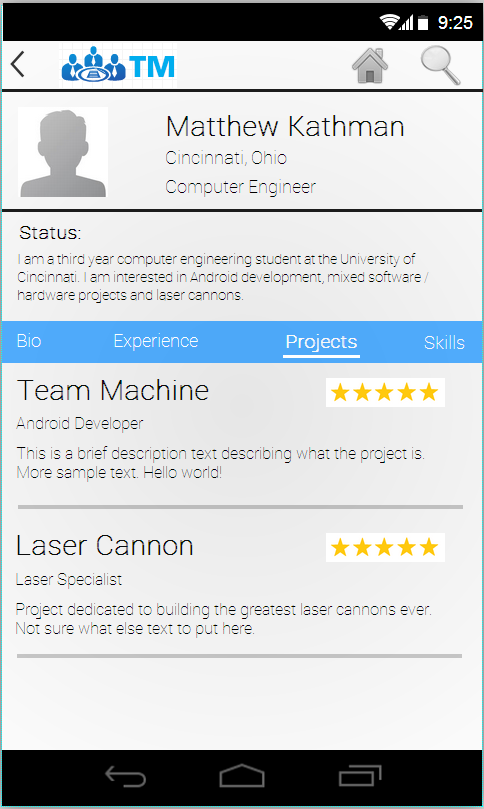 9:25
TM
Matthew Kathman
Cincinnati, Ohio
Computer Engineer
Status:
I am a third year computer engineering student at the University of
Cincinnati. I am interested in Android development, mixed software /
hardware projects and laser cannons.
Bio Experience Projects Skills
Team Machine
Android Developer
This is a brief description text describing what the project is.
More sample text. Hello world!
Laser Cannon
Laser Specialist
Project dedicated to building the greatest laser cannons ever.
Not sure what else text to put here.